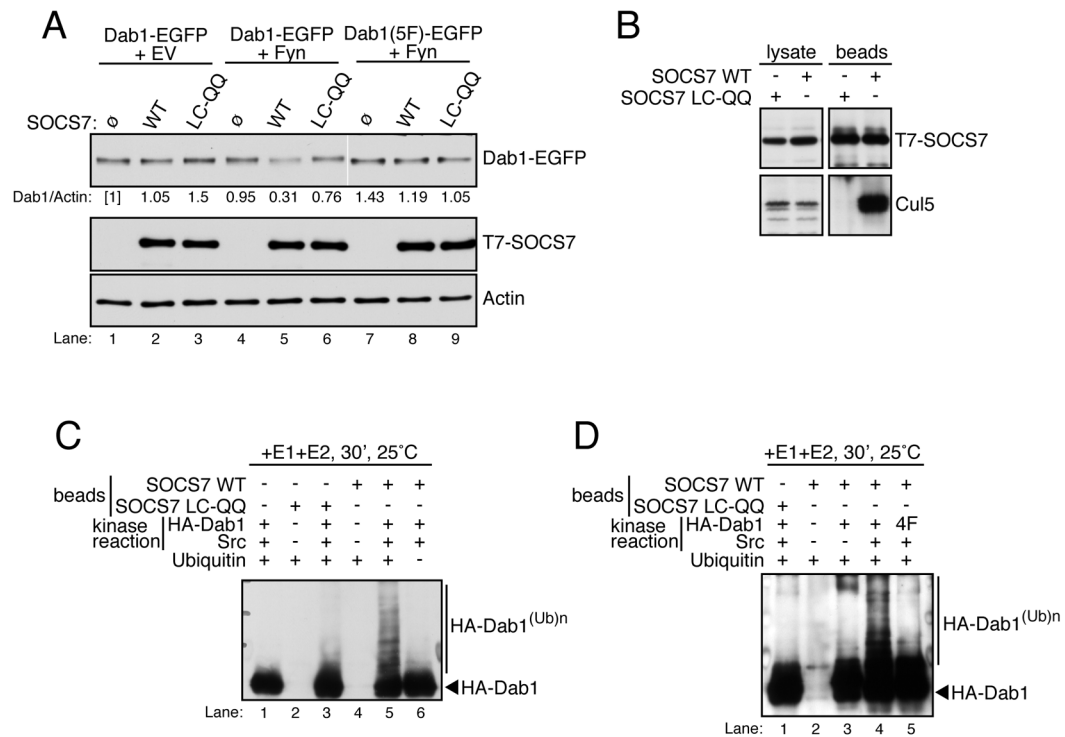 A
Dab1-EGFP Dab1-EGFP Dab1(5F)-EGFP
+ EV + Fyn + Fyn
SOCS7: ø WT LC-QQ ø WT LC-QQ ø WT LC-QQ
Dab1-EGFP
Dab1/Actin: [1] 1.05 1.5 0.95 0.31 0.76 1.43 1.19 1.05
T7-SOCS7
Actin
Lane: 1 2 3 4 5 6 7 8 9
B
lysate beads
SOCS7 WT - + - +
SOCS7 LC-QQ + - + -
T7-SOCS7
Cul5
C
+E1+E2, 30’, 25°C
beads
SOCS7 WT - - - + + +
SOCS7 LC-QQ - + + - - -
kinase reaction
HA-Dab1 + - + - + +
Src + - + - + +
Ubiquitin + + + + + -
HA-Dab1(Ub)n
HA-Dab1
Lane: 1 2 3 4 5 6
D
+E1+E2, 30’, 25°C
beads
SOCS7 WT - + + + +
SOCS7 LC-QQ + - - - -
kinase reaction
HA-Dab1 + - + + 4F
Src + - - + +
Ubiquitin + + + + +
HA-Dab1(Ub)n
HA-Dab1
Lane: 1 2 3 4 5